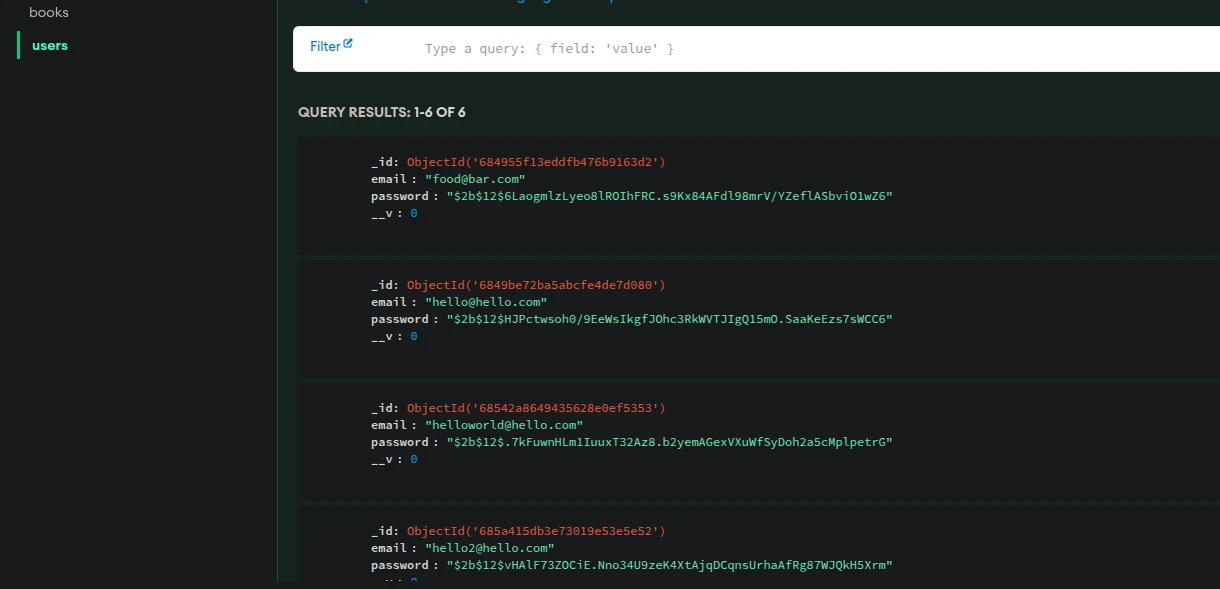 books
users
Filter
Type a query: { field: 'value' }
QUERY RESULTS: 1-6 OF 6
_id: ObjectId('684955f13eddfb476b9163d2')
email : "food@bar.com"
password : "$2b$12$6LaogmlzLyeo8lROIhFRC.s9Kx84AFdl98mrV/YZeflASbviO1wZ6"
__v : 0
_id: ObjectId('6849be72ba5abcfe4de7d080')
email : "hello@hello.com"
password : "$2b$12$HJPctwsoh0/9EeWsIkgfJOhc3RkWVTJIgQ15mO.SaaKeEzs7sWCC6"
__v : 0
_id: ObjectId('68542a8649435628e0ef5353')
email : "helloworld@hello.com"
password : "$2b$12$.7kFuwnHLm1IuuxT32Az8.b2yemAGexVXuWfSyDoh2a5cMplpetrG"
__v : 0
_id: ObjectId('685a415db3e73019e53e5e52')
email : "hello2@hello.com"
password : "$2b$12$vHAlF73ZOCiE.Nno34U9zeK4XtAjqDCqnsUrhaAfRg87WJQkH5Xrm"